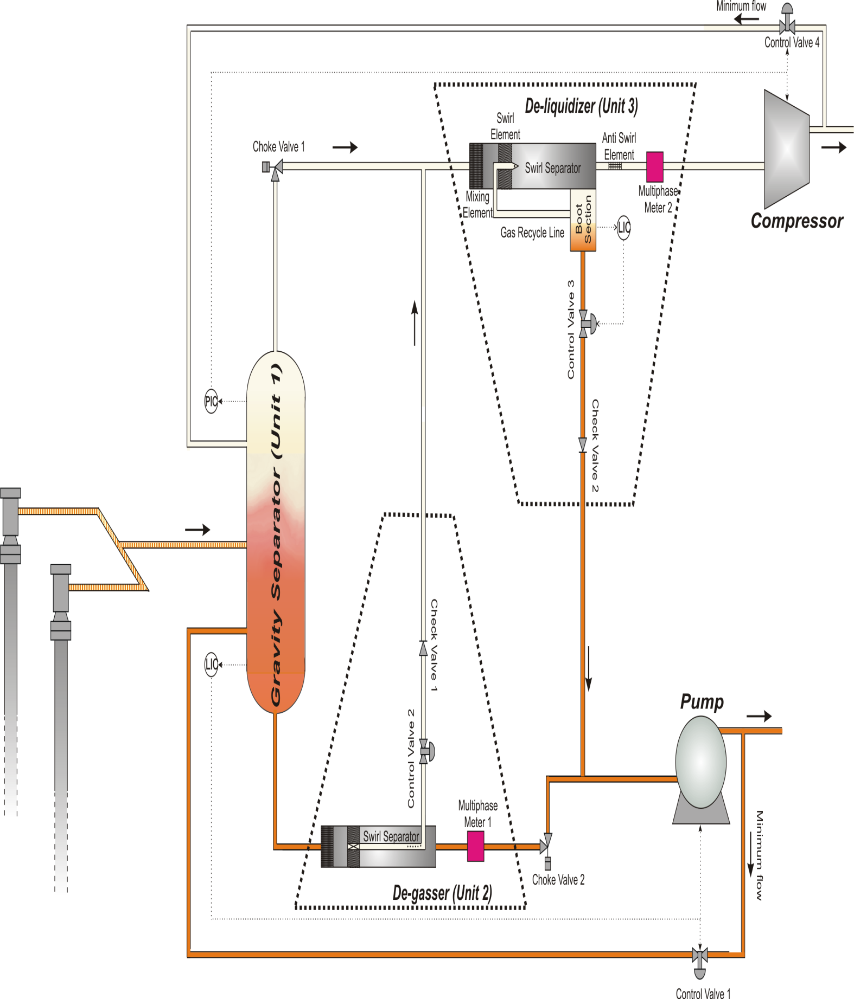 Minimum flow
Control Valve 4
De-liquidizer (Unit 3)
Swirl
Element
Anti Swirl
Element
Choke Valve 1
Swirl Separator
Mixing
Element
Multiphase
Meter 2
Boot
Section
Gas Recycle Line
LIC
Compressor
Control Valve 3
PIC
Gravity Separator (Unit 1)
Check Valve 2
Check Valve 1
LIC
Control Valve 2
Pump
Multiphase
Meter 1
Swirl Separator
Choke Valve 2
De-gasser (Unit 2)
Minimum flow
Control Valve 1